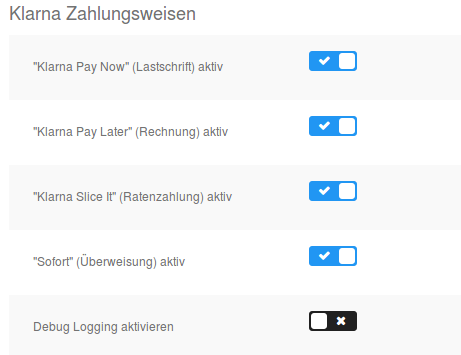 Klarna Zahlungsweisen
"Klarna Pay Now" (Lastschrift) aktiv
"Klarna Pay Later" (Rechnung) aktiv
"Klarna Slice It" (Ratenzahlung) aktiv
"Sofort" (Überweisung) aktiv
Debug Logging aktivieren